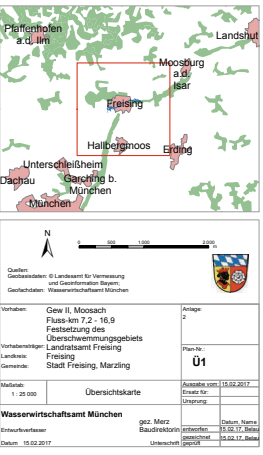 Pfaffenhofen
a.d. Ilm
Landshut
Moosburg
a.d.
Isar
Freising
Hallbergmoos
Erding
Unterschleißheim
Dachau
Garching b.
München
München
N
0 500 1.000 2.000
m
Quellen:
Geobasisdaten: © Landesamt für Vermessung
und Geoinformation Bayern;
Geofachdaten: Wasserwirtschaftsamt München
Vorhaben: Gew II, Moosach
Fluss-km 7,2 - 16,9
Festsetzung des
Überschwemmungsgebiets
Anlage:
2
Vorhabensträger: Landratsamt Freising
Landkreis: Freising
Gemeinde: Stadt Freising, Marzling
Plan-Nr.:
Ü1
Maßstab:
1 : 25 000
Übersichtskarte
Ausgabe vom: 15.02.2017
Ersatz für:
Ursprung:
Wasserwirtschaftsamt München
Entwurfsverfasser
gez. Merz
Baudirektorin
Datum, Name
entworfen 15.02.17, Belau
gezeichnet 15.02.17, Belau
geprüft
Datum 15.02.2017
Unterschrift